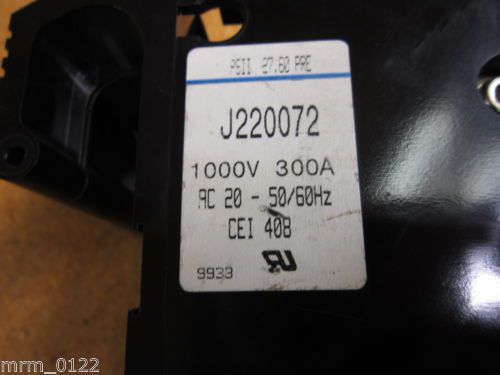 PSII 27.60 PRE
J220072
1000V 300A
AC 20 - 50/60Hz
CEI 408
9933
mrm_0122